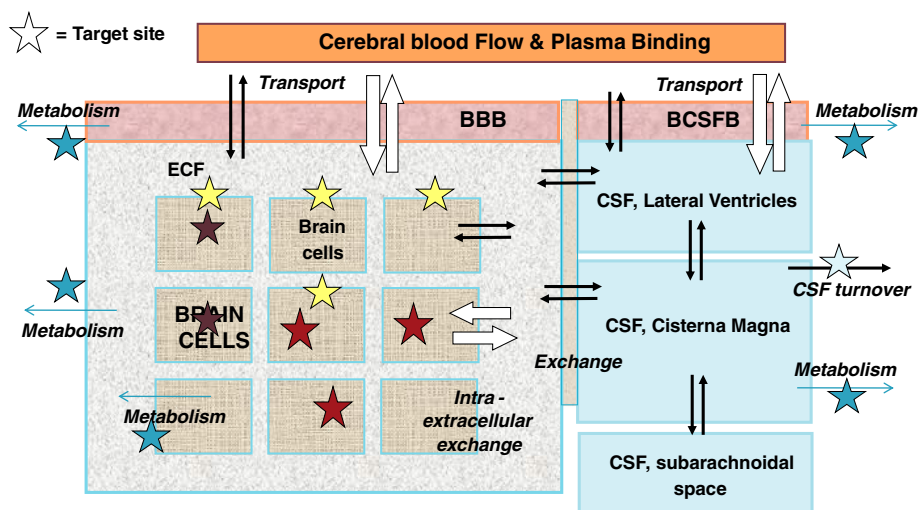 = Target site
Cerebral blood Flow & Plasma Binding
Transport
Transport
Metabolism
BBB
BCSFB
Metabolism
ECF
Brain
cells
CSF, Lateral Ventricles
CSF turnover
Metabolism
BRAIN
CELLS
CSF, Cisterna Magna
Exchange
Metabolism
Metabolism
Intra -
extracellular
exchange
CSF, subarachnoidal
space